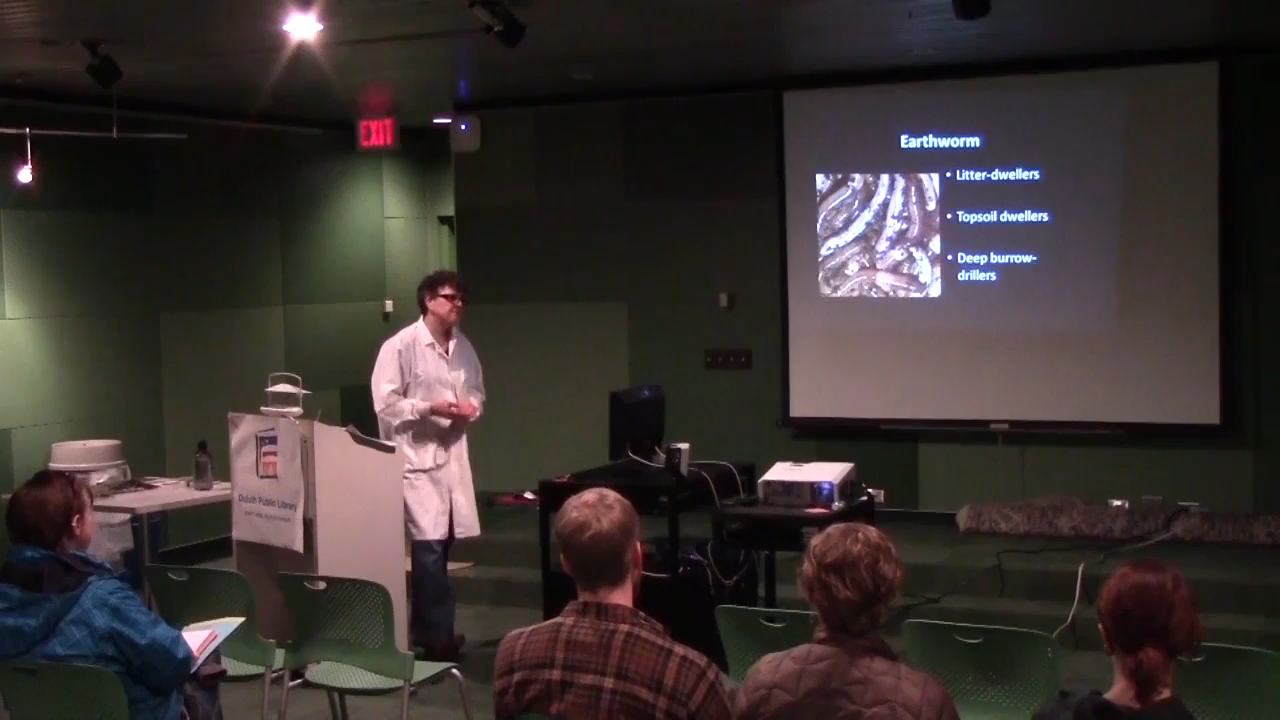 EXIT
Earthworm
• Litter-dwellers
• Topsoil dwellers
• Deep burrow-
drillers
Duluth Public Library